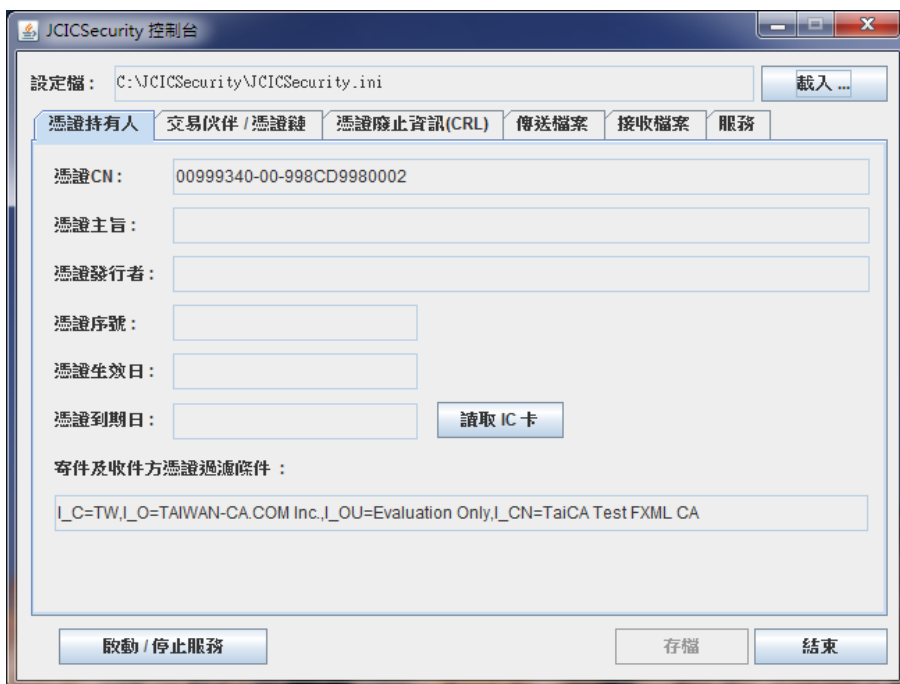 JCICSecurity 控制台
設定檔： C:\JCICSecurity\JCICSecurity.ini 載入 ...
憑證持有人 交易伙伴 / 憑證鏈 憑證廢止資訊(CRL) 傳送檔案 接收檔案 服務
憑證CN： 00999340-00-998CD9980002
憑證主旨：
憑證發行者：
憑證序號：
憑證生效日：
憑證到期日： 讀取 IC 卡
寄件及收件方憑證過濾條件：
I_C=TW,I_O=TAIWAN-CA.COM Inc.,I_OU=Evaluation Only,I_CN=TaiCA Test FXML CA
啟動 / 停止服務 存檔 結束